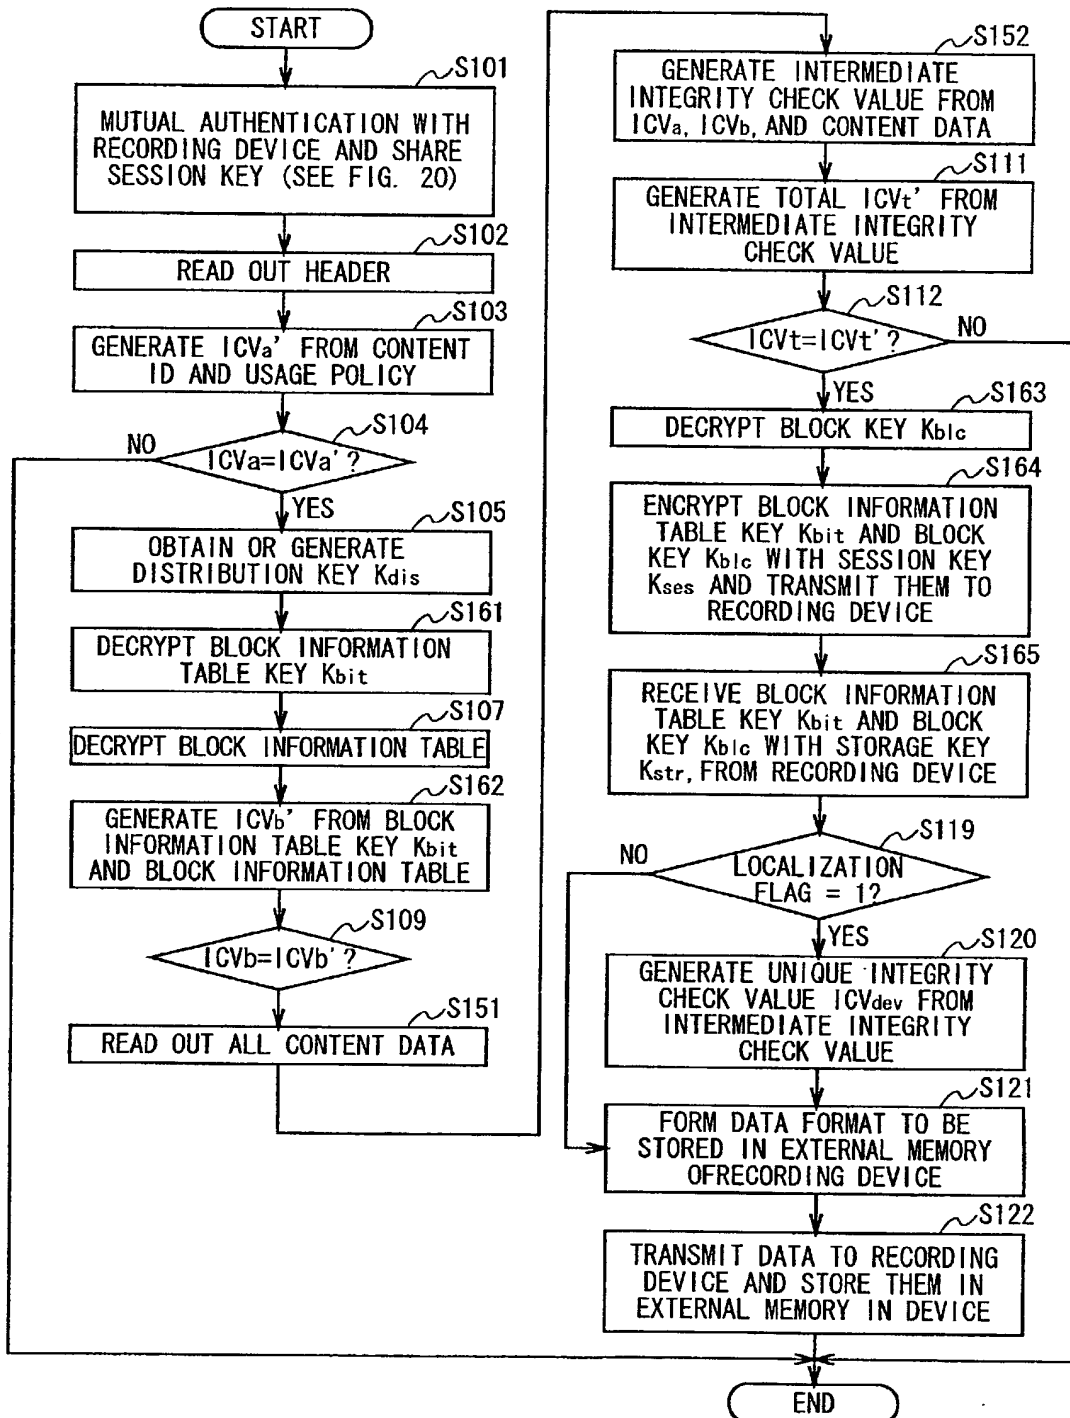 START
S101
MUTUAL AUTHENTICATION WITH
RECORDING DEVICE AND SHARE
SESSION KEY (SEE FIG. 20)
S102
READ OUT HEADER
S103
GENERATE ICVa' FROM CONTENT
ID AND USAGE POLICY
S104
NO
ICVa=ICVa'?
YES
S105
OBTAIN OR GENERATE
DISTRIBUTION KEY Kdis
S161
DECRYPT BLOCK INFORMATION
TABLE KEY Kbit
S107
DECRYPT BLOCK INFORMATION TABLE
S162
GENERATE ICVb' FROM BLOCK
INFORMATION TABLE KEY Kbit
AND BLOCK INFORMATION TABLE
S109
ICVb=ICVb'?
S151
READ OUT ALL CONTENT DATA
S152
GENERATE INTERMEDIATE
INTEGRITY CHECK VALUE FROM
ICVa, ICVb, AND CONTENT DATA
S111
GENERATE TOTAL ICVt' FROM
INTERMEDIATE INTEGRITY
CHECK VALUE
S112
ICVt=ICVt'?
NO
YES
S163
DECRYPT BLOCK KEY Kblc
S164
ENCRYPT BLOCK INFORMATION
TABLE KEY Kbit AND BLOCK
KEY Kblc WITH SESSION KEY
Kses AND TRANSMIT THEM TO
RECORDING DEVICE
S165
RECEIVE BLOCK INFORMATION
TABLE KEY Kbit AND BLOCK
KEY Kblc WITH STORAGE KEY
Kstr, FROM RECORDING DEVICE
S119
NO
LOCALIZATION
FLAG = 1?
YES
S120
GENERATE UNIQUE INTEGRITY
CHECK VALUE ICVdev FROM
INTERMEDIATE INTEGRITY
CHECK VALUE
S121
FORM DATA FORMAT TO BE
STORED IN EXTERNAL MEMORY
OFRECORDING DEVICE
S122
TRANSMIT DATA TO RECORDING
DEVICE AND STORE THEM IN
EXTERNAL MEMORY IN DEVICE
END